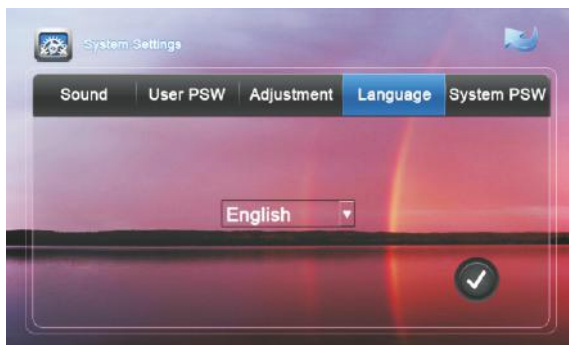 System Settings
Sound User PSW Adjustment Language System PSW
English